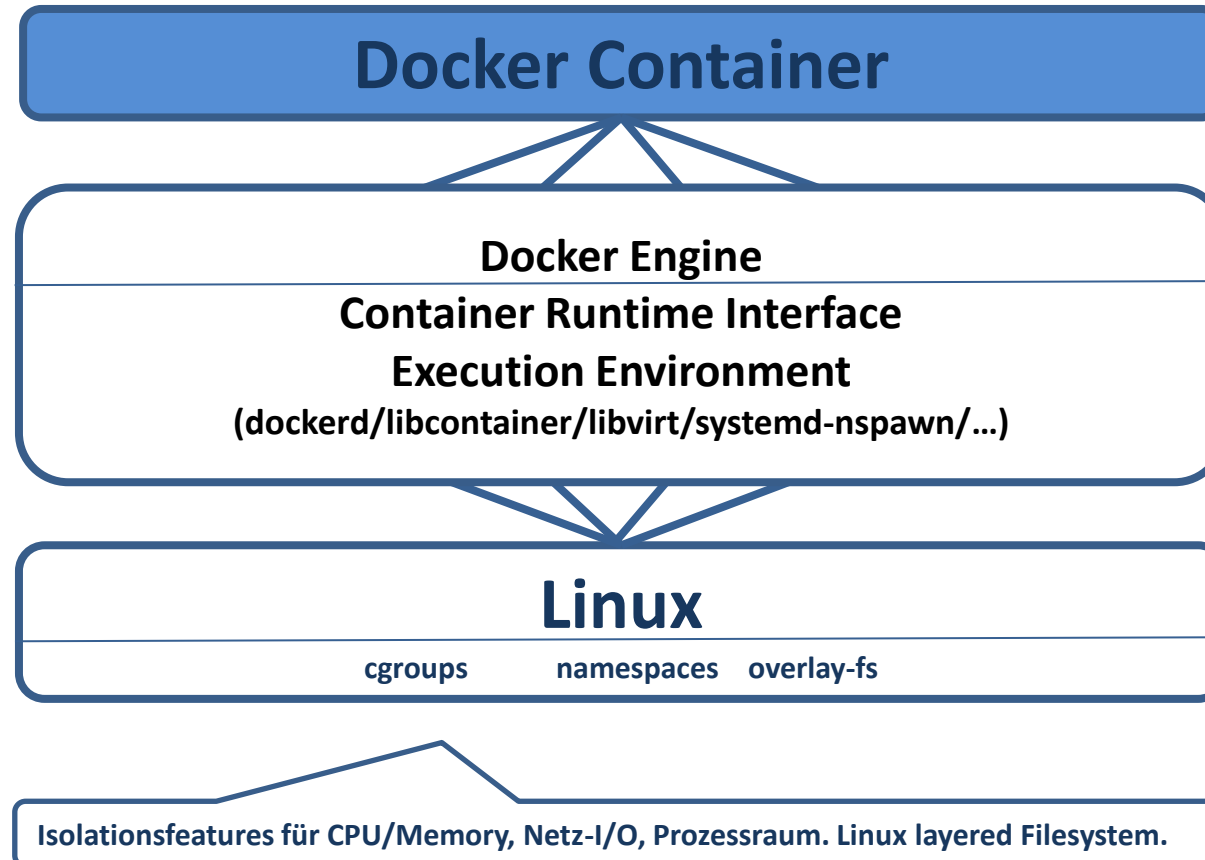 Docker Container
Docker Engine
Container Runtime Interface
Execution Environment
(dockerd/libcontainer/libvirt/systemd-nspawn/…)
Linux
cgroups namespaces overlay-fs
Isolationsfeatures für CPU/Memory, Netz-I/O, Prozessraum. Linux layered Filesystem.